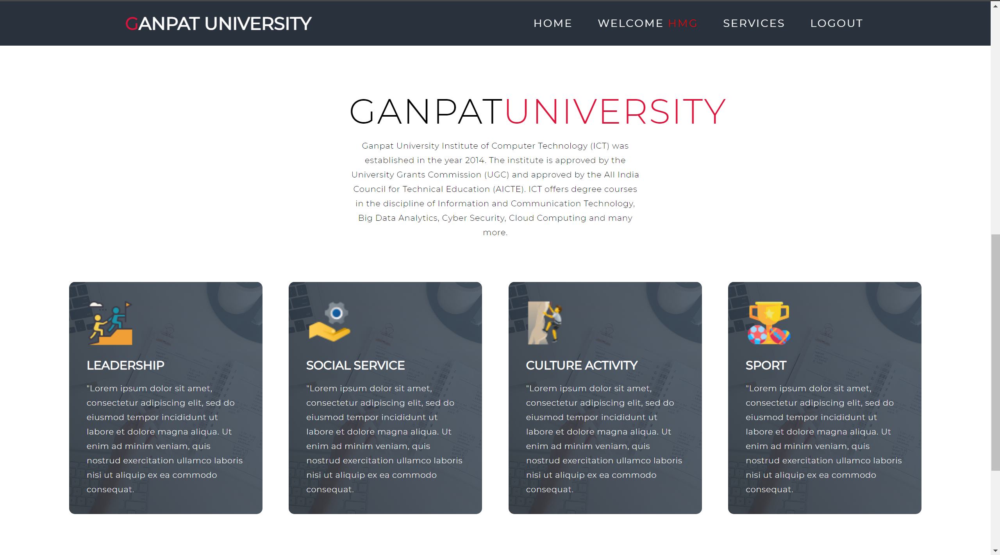 GANPAT UNIVERSITY
HOME WELCOME HMG SERVICES LOGOUT
GANPATUNIVERSITY
Ganpat University Institute of Computer Technology (ICT) was
established in the year 2014. The institute is approved by the
University Grants Commission (UGC) and approved by the All India
Council for Technical Education (AICTE). ICT offers degree courses
in the discipline of Information and Communication Technology,
Big Data Analytics, Cyber Security, Cloud Computing and many
more.
LEADERSHIP
"Lorem ipsum dolor sit amet,
consectetur adipiscing elit, sed do
eiusmod tempor incididunt ut
labore et dolore magna aliqua. Ut
enim ad minim veniam, quis
nostrud exercitation ullamco laboris
nisi ut aliquip ex ea commodo
consequat.
SOCIAL SERVICE
"Lorem ipsum dolor sit amet,
consectetur adipiscing elit, sed do
eiusmod tempor incididunt ut
labore et dolore magna aliqua. Ut
enim ad minim veniam, quis
nostrud exercitation ullamco laboris
nisi ut aliquip ex ea commodo
consequat.
CULTURE ACTIVITY
"Lorem ipsum dolor sit amet,
consectetur adipiscing elit, sed do
eiusmod tempor incididunt ut
labore et dolore magna aliqua. Ut
enim ad minim veniam, quis
nostrud exercitation ullamco laboris
nisi ut aliquip ex ea commodo
consequat.
SPORT
"Lorem ipsum dolor sit amet,
consectetur adipiscing elit, sed do
eiusmod tempor incididunt ut
labore et dolore magna aliqua. Ut
enim ad minim veniam, quis
nostrud exercitation ullamco laboris
nisi ut aliquip ex ea commodo
consequat.